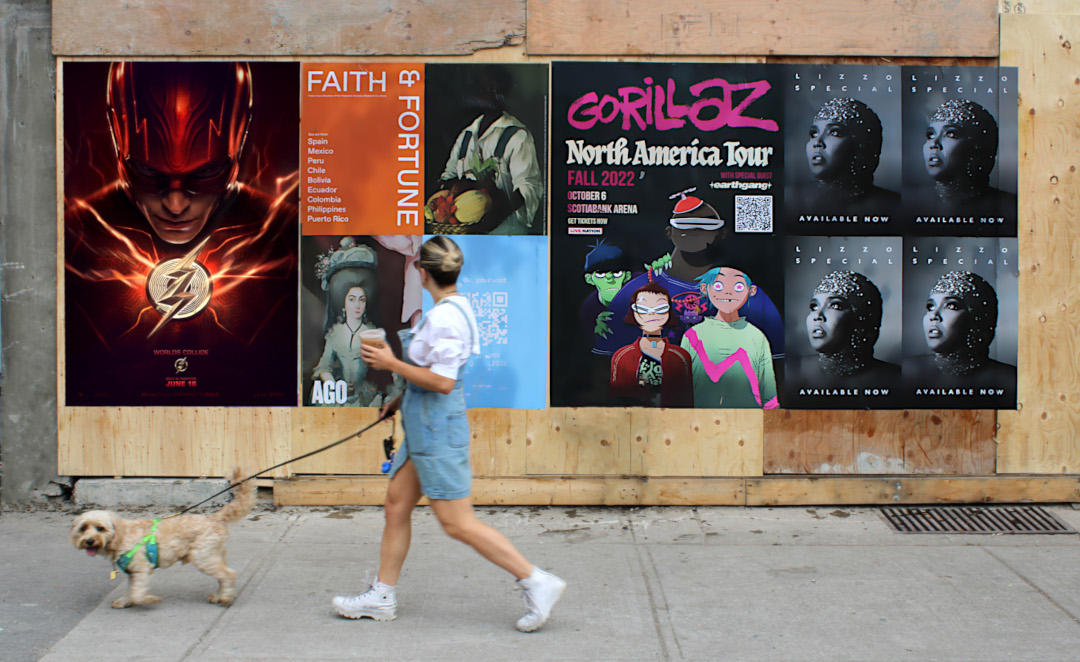 WORLDS COLLIDE
JUNE 16
FAITH
& FORTUNE
Spain
Mexico
Peru
Chile
Bolivia
Ecuador
Colombia
Philippines
Puerto Rico
AGO
GORILLAZ
North America Tour
FALL 2022
WITH SPECIAL GUEST
+earthgang+
OCTOBER 6
SCOTIABANK ARENA
GET TICKETS NOW
LIVE NATION
LIZZO
SPECIAL
AVAILABLE NOW
LIZZO
SPECIAL
AVAILABLE NOW
LIZZO
SPECIAL
AVAILABLE NOW
LIZZO
SPECIAL
AVAILABLE NOW